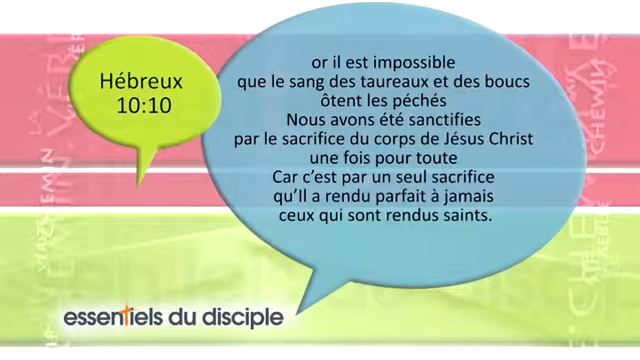 Hébreux
10:10
or il est impossible
que le sang des taureaux et des boucs
ôtent les péchés
Nous avons été sanctifies
par le sacrifice du corps de Jésus Christ
une fois pour toute
Car c’est par un seul sacrifice
qu’Il a rendu parfait à jamais
ceux qui sont rendus saints.
essentiels du disciple